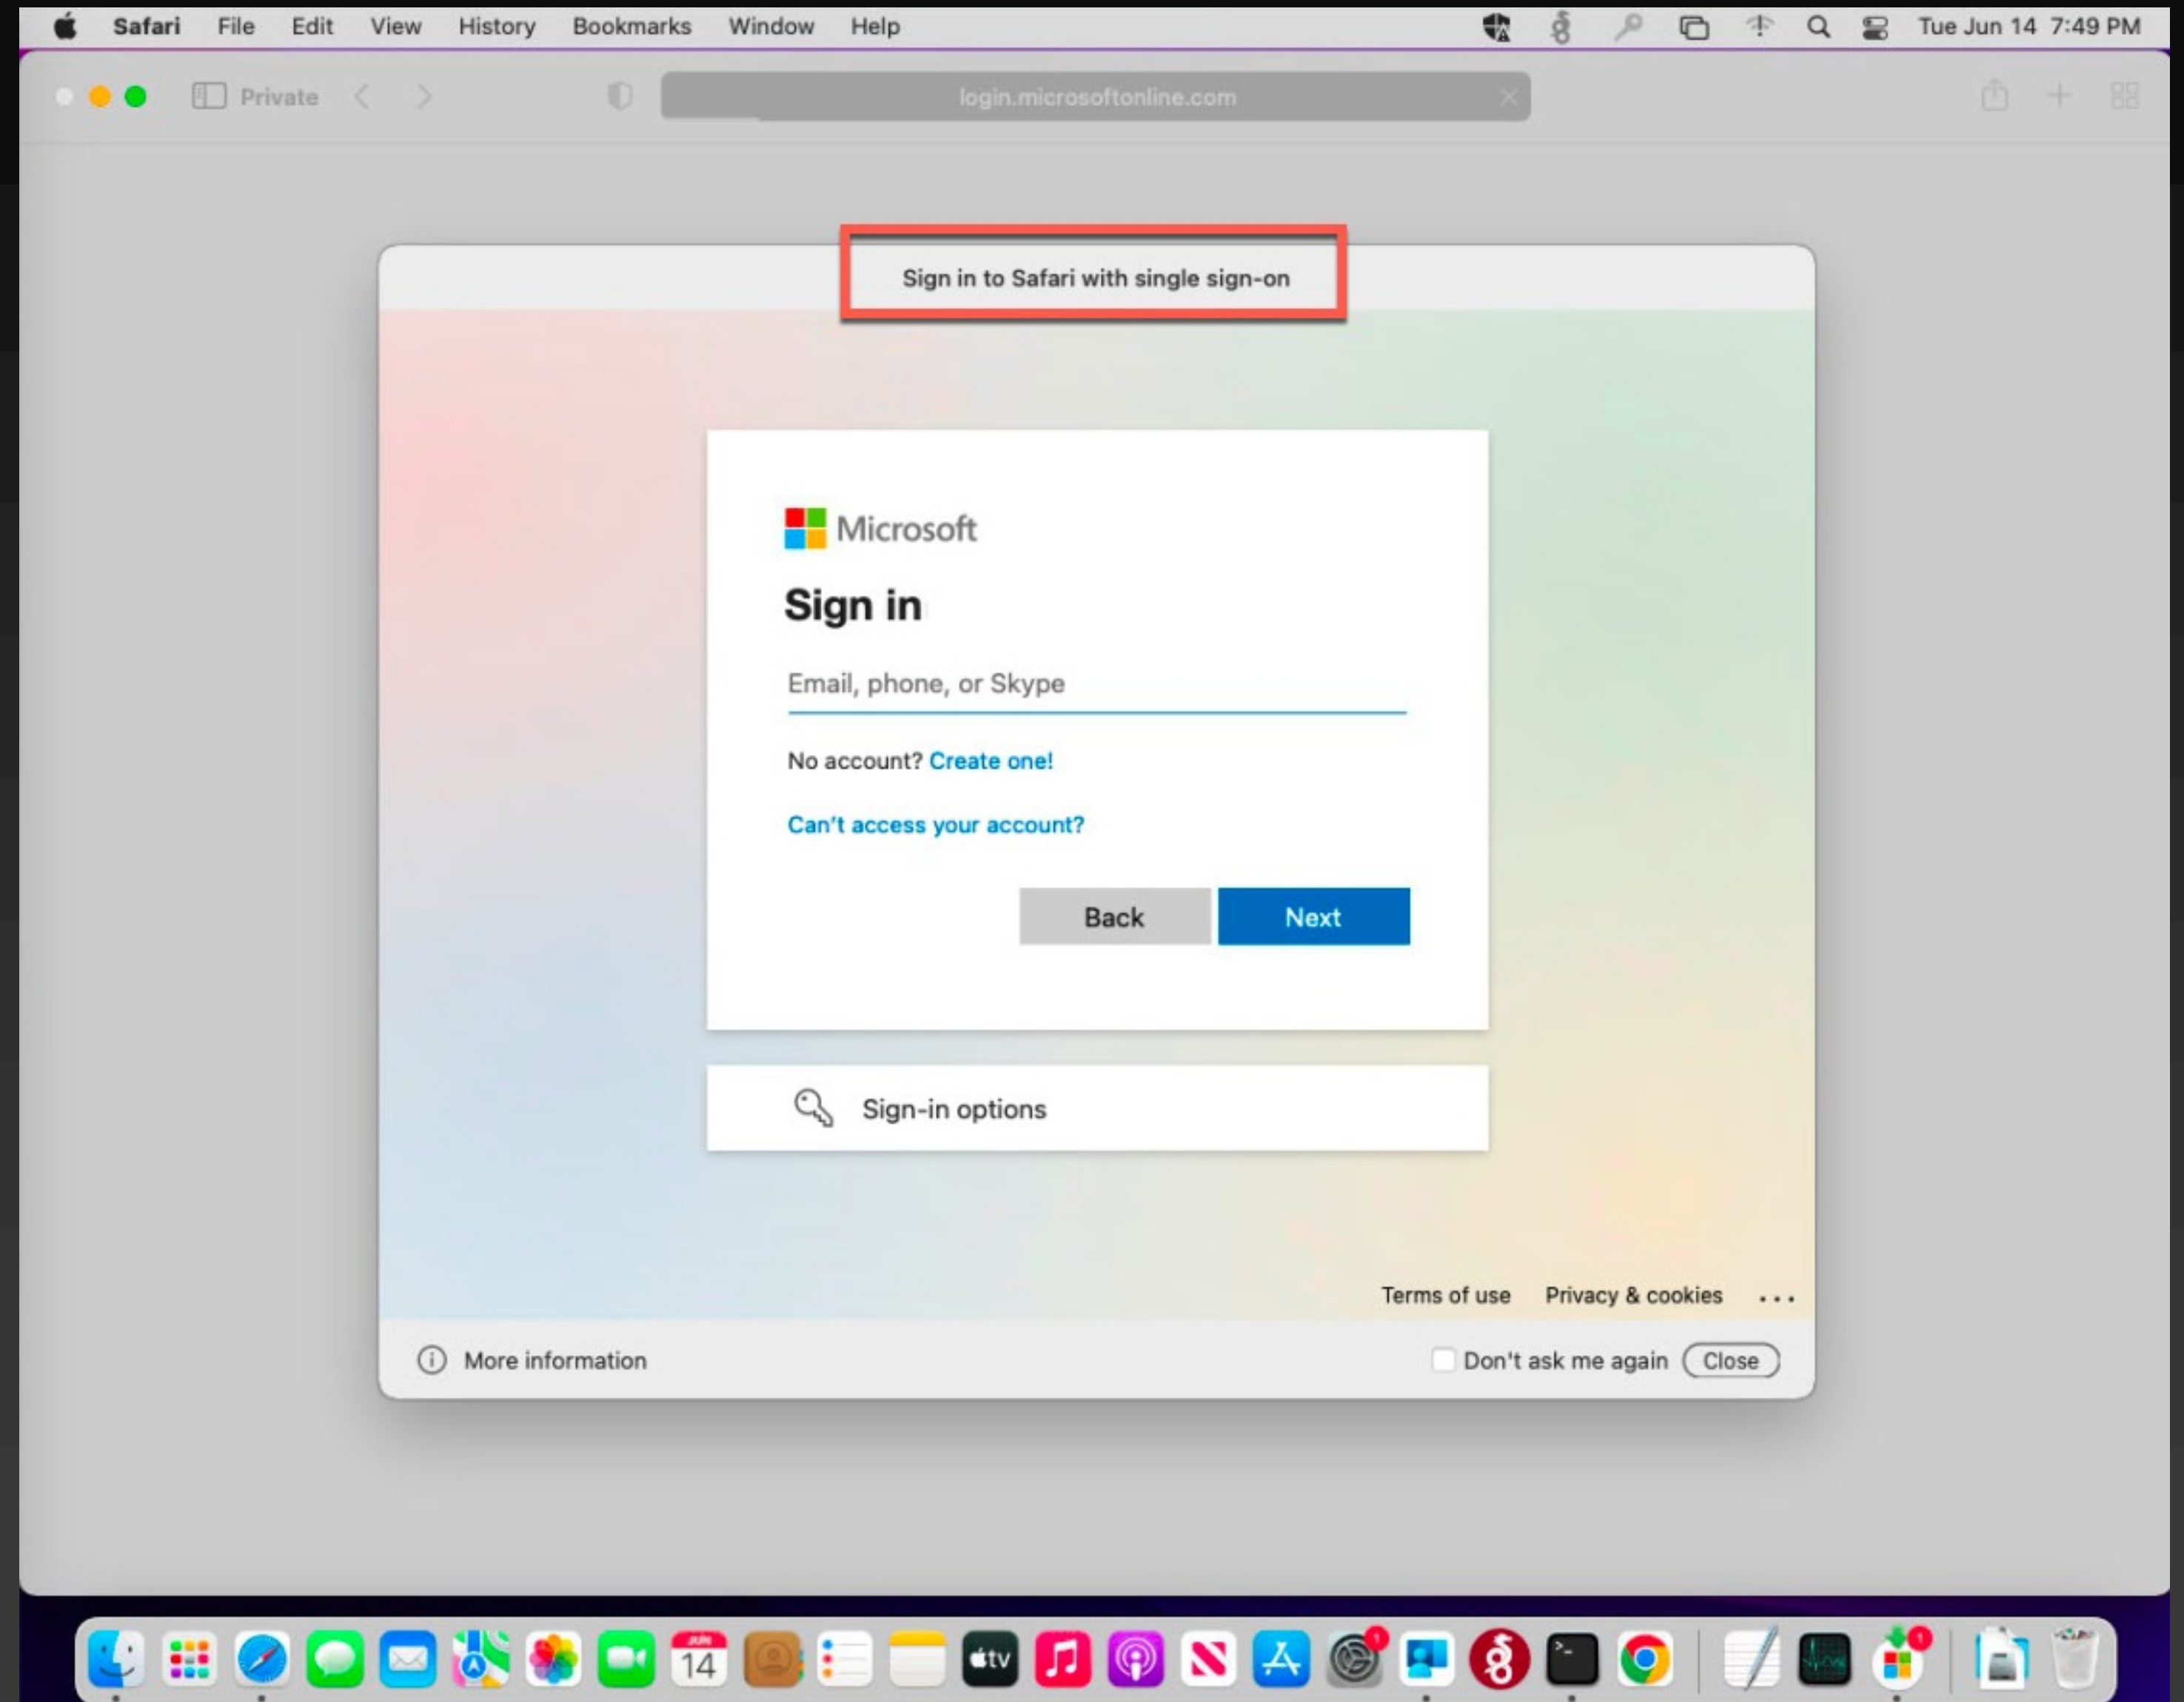 Safari File Edit View History Bookmarks Window Help Tue Jun 14 7:49 PM
Private login.microsoftonline.com
Sign in to Safari with single sign-on
Microsoft
Sign in
Email, phone, or Skype
No account? Create one!
Can't access your account?
Back Next
Sign-in options
Terms of use Privacy & cookies ...
More information Don't ask me again Close
JUN
14
tv
1
1